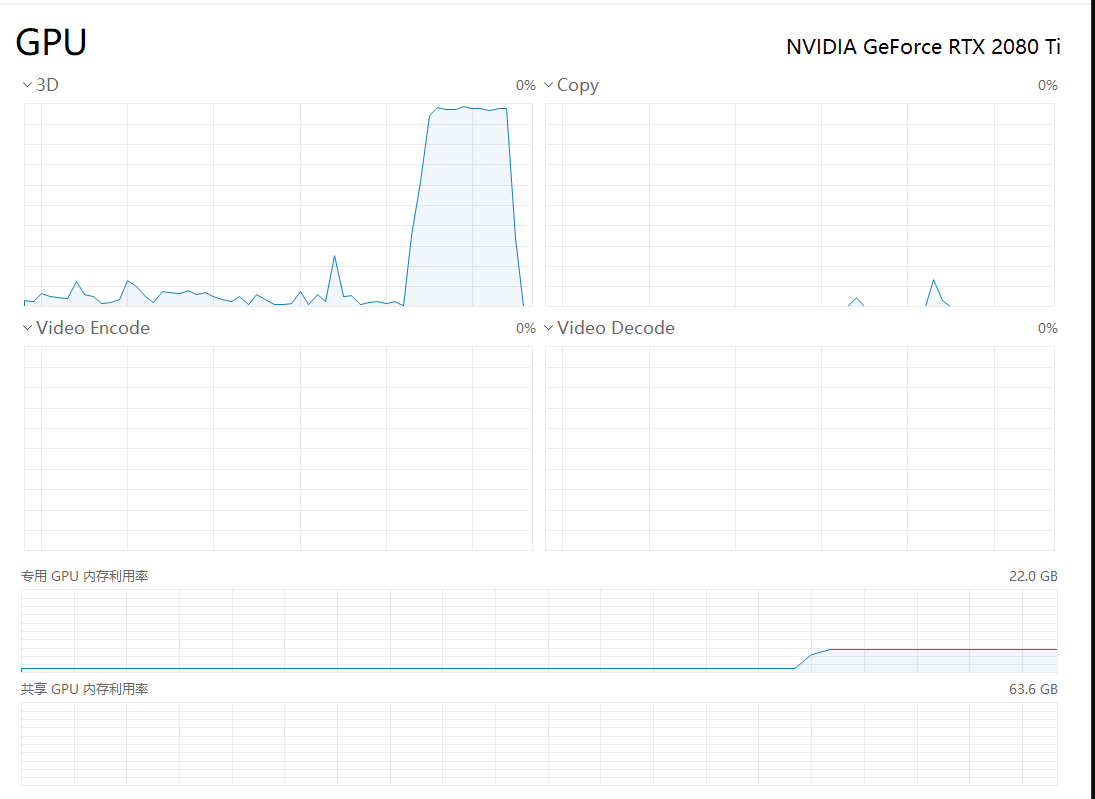 GPU
NVIDIA GeForce RTX 2080 Ti
3D 0%
Copy 0%
Video Encode 0%
Video Decode 0%
专用 GPU 内存利用率 22.0 GB
共享 GPU 内存利用率 63.6 GB